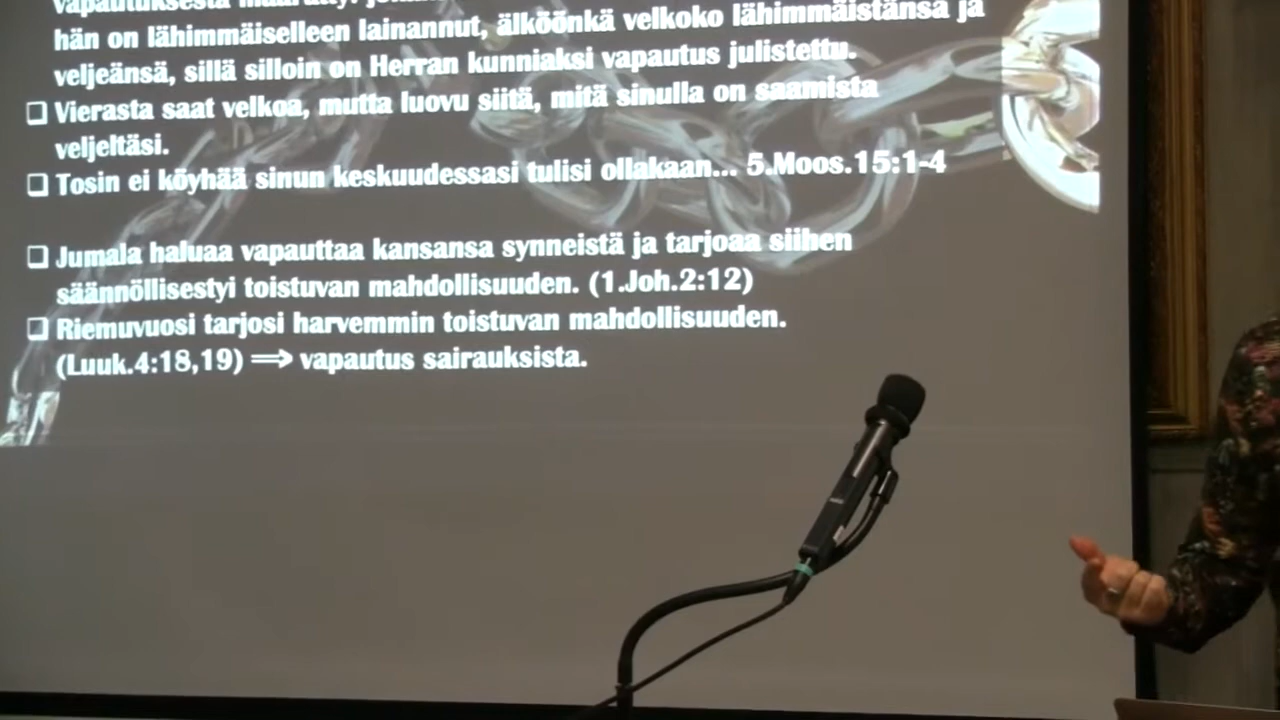 hän on lähimmäiselleen lainannut, älköönkä velkoko lähimmäistänsä ja
veljeänsä, sillä silloin on Herran kunniaksi vapautus julistettu.
❑ Vierasta saat velkoa, mutta luovu siitä, mitä sinulla on saamista
veljeltäsi.
❑ Tosin ei köyhää sinun keskuudessasi tulisi ollakaan... 5.Moos.15:1-4
❑ Jumala haluaa vapauttaa kansansa synneistä ja tarjoaa siihen
säännöllisestyi toistuvan mahdollisuuden. (1.Joh.2:12)
❑ Riemuvuosi tarjosi harvemmin toistuvan mahdollisuuden.
(Luuk.4:18,19) ⟹ vapautus sairauksista.